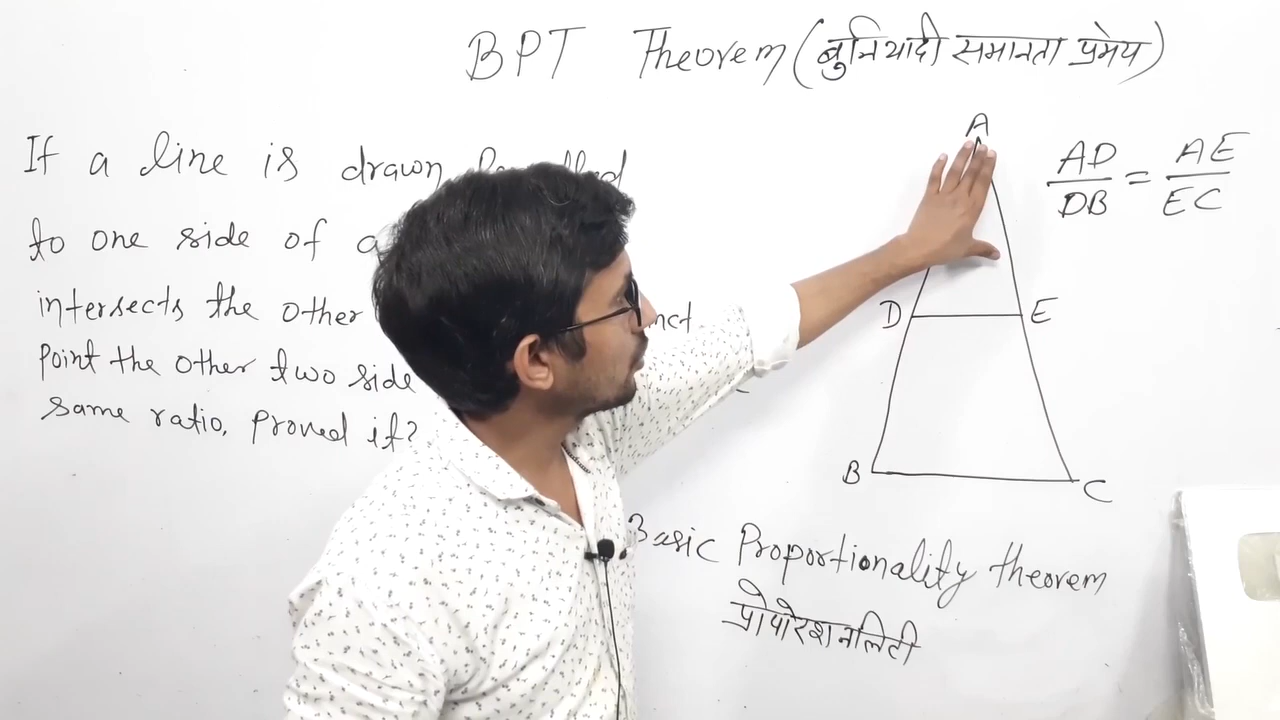 BPT Theorem (बुनियादी समानता प्रमेय)
If a line is drawn
to one side of a
intersects the other
point the other two side
same ratio, Proved it?
A
D
E
B
C
AD/DB = AE/EC
Basic Proportionality theorem
प्रोपोरेशनलिटी